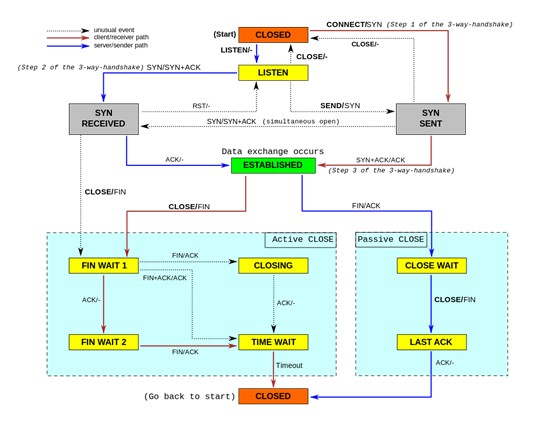 unusual event
client/receiver path
server/sender path
(Start)
CLOSED
CONNECT/SYN (Step 1 of the 3-way-handshake)
CLOSE/-
LISTEN/-
CLOSE/-
(Step 2 of the 3-way-handshake) SYN/SYN+ACK
LISTEN
RST/-
SEND/SYN
SYN
RECEIVED
SYN
SENT
SYN/SYN+ACK (simultaneous open)
Data exchange occurs
ACK/-
ESTABLISHED
SYN+ACK/ACK
(Step 3 of the 3-way-handshake)
CLOSE/FIN
CLOSE/FIN
FIN/ACK
Active CLOSE
Passive CLOSE
FIN WAIT 1
FIN/ACK
CLOSING
CLOSE WAIT
FIN+ACK/ACK
ACK/-
ACK/-
CLOSE/FIN
FIN WAIT 2
FIN/ACK
TIME WAIT
LAST ACK
Timeout
ACK/-
(Go back to start)
CLOSED